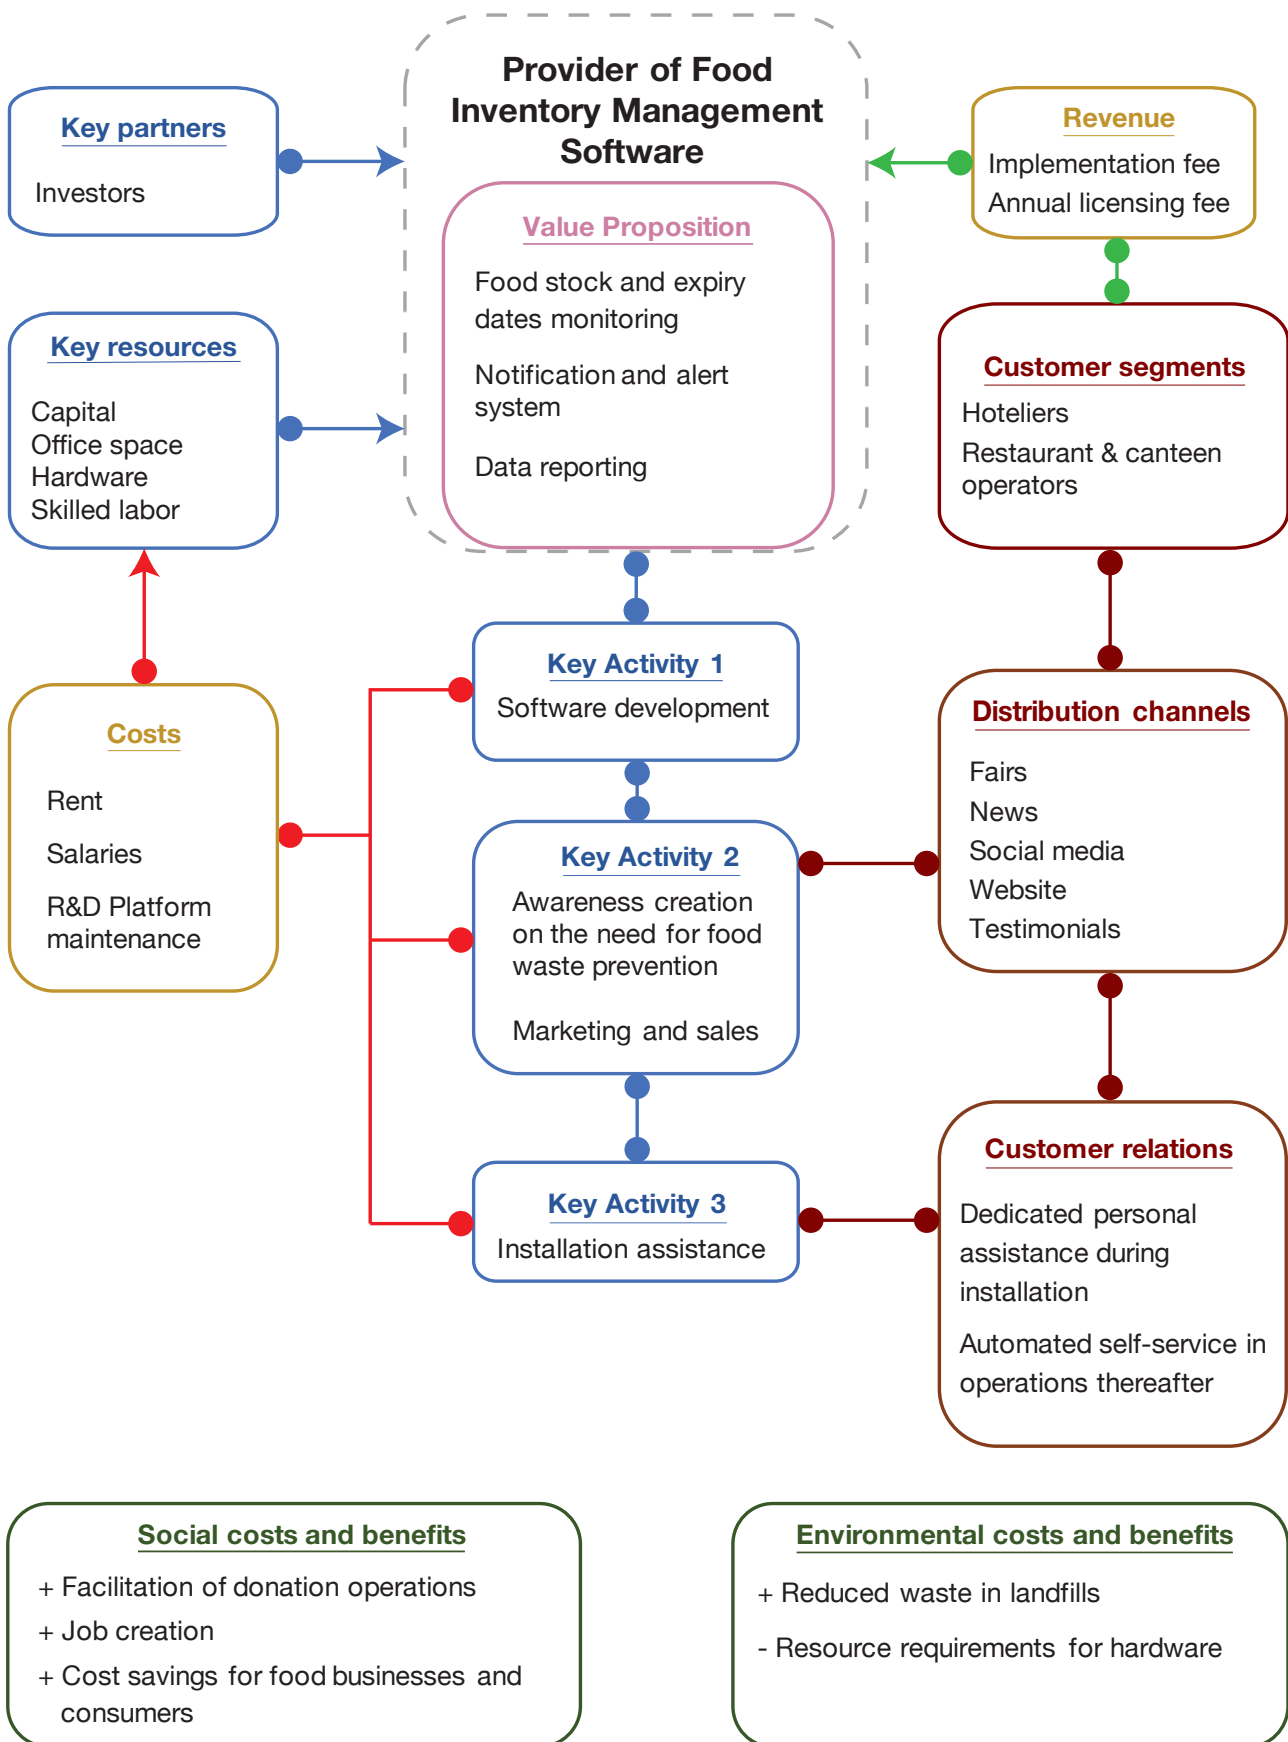 Provider of Food
Inventory Management
Software
Key partners
Investors
Revenue
Implementation fee
Annual licensing fee
Value Proposition
Food stock and expiry
dates monitoring
Notification and alert
system
Data reporting
Key resources
Capital
Office space
Hardware
Skilled labor
Customer segments
Hoteliers
Restaurant & canteen
operators
Key Activity 1
Software development
Costs
Rent
Salaries
R&D Platform
maintenance
Distribution channels
Fairs
News
Social media
Website
Testimonials
Key Activity 2
Awareness creation
on the need for food
waste prevention
Marketing and sales
Key Activity 3
Installation assistance
Customer relations
Dedicated personal
assistance during
installation
Automated self-service in
operations thereafter
Social costs and benefits
+ Facilitation of donation operations
+ Job creation
+ Cost savings for food businesses and
consumers
Environmental costs and benefits
+ Reduced waste in landfills
- Resource requirements for hardware